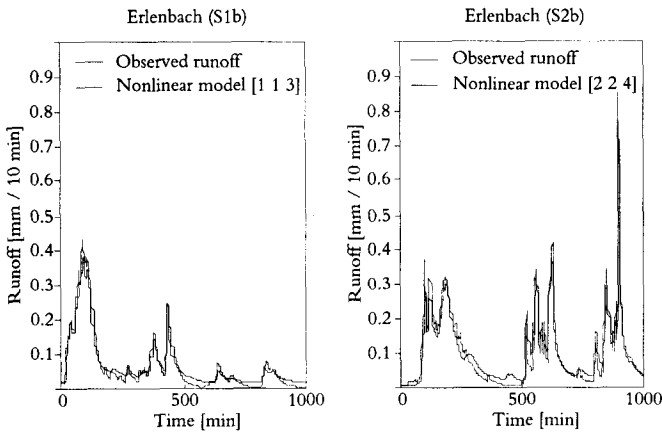 Erlenbach (S1b)
Observed runoff
Nonlinear model [1 1 3]
0.9
0.8
0.7
0.6
0.5
0.4
0.3
0.2
0.1
Runoff [mm / 10 min]
0
500
1000
Time [min]
Erlenbach (S2b)
Observed runoff
Nonlinear model [2 2 4]
0.9
0.8
0.7
0.6
0.5
0.4
0.3
0.2
0.1
Runoff [mm / 10 min]
0
500
1000
Time [min]